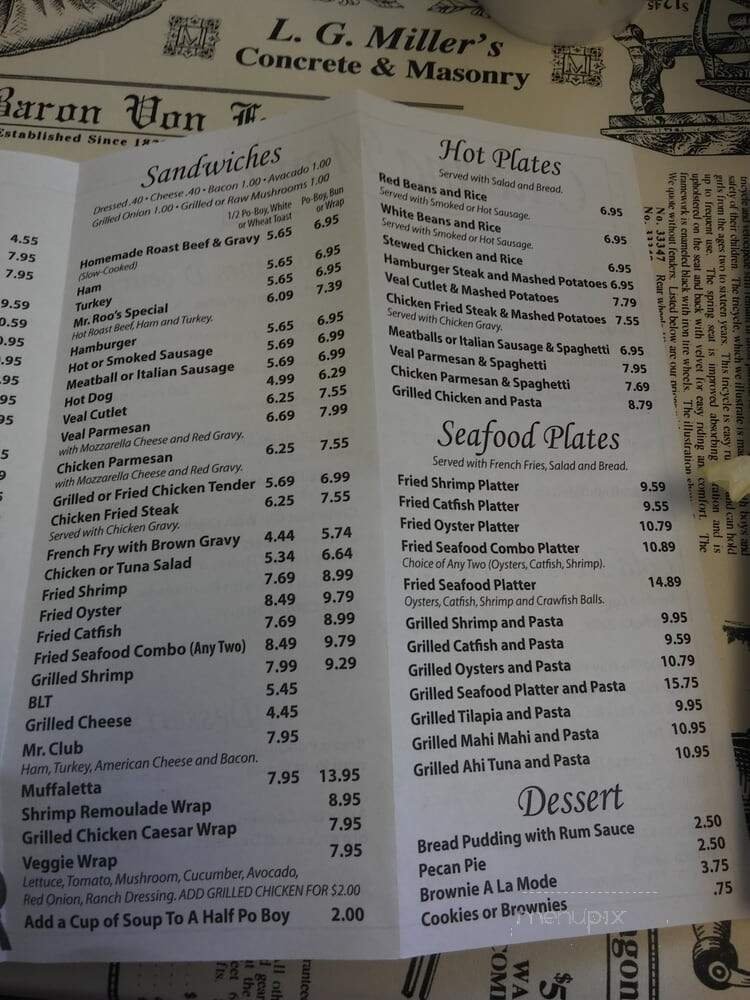 L. G. Miller's
Concrete & Masonry
Baron Von
Established Since
4.55
7.95
7.95
9.59
Sandwiches
Dressed .40 • Cheese .40 • Bacon 1.00 • Avacado 1.00
Grilled Onion 1.00 • Grilled or Raw Mushrooms 1.00
1/2 Po-Boy, White or Wheat Toast
Po-Boy, Bun or Wrap
Homemade Roast Beef & Gravy 5.65 6.95
(Slow-Cooked)
Ham 5.65 6.95
Turkey 5.65 6.95
Mr. Roo's Special 6.09 7.39
Hot Roast Beef, Ham and Turkey.
Hamburger 5.65 6.95
Hot or Smoked Sausage 5.69 6.99
Meatball or Italian Sausage 5.69 6.99
Hot Dog 4.99 6.29
Veal Cutlet 6.25 7.55
Veal Parmesan 6.69 7.99
with Mozzarella Cheese and Red Gravy.
Chicken Parmesan 6.25 7.55
with Mozzarella Cheese and Red Gravy.
Grilled or Fried Chicken Tender 5.69 6.99
Chicken Fried Steak 6.25 7.55
Served with Chicken Gravy.
French Fry with Brown Gravy 4.44 5.74
Chicken or Tuna Salad 5.34 6.64
Fried Shrimp 7.69 8.99
Fried Oyster 8.49 9.79
Fried Catfish 7.69 8.99
Fried Seafood Combo (Any Two) 8.49 9.79
Grilled Shrimp 7.99 9.29
BLT 5.45
Grilled Cheese 4.45
Mr. Club 7.95
Ham, Turkey, American Cheese and Bacon.
Muffaletta 7.95 13.95
Shrimp Remoulade Wrap 8.95
Grilled Chicken Caesar Wrap 7.95
Veggie Wrap 7.95
Lettuce, Tomato, Mushroom, Cucumber, Avocado,
Red Onion, Ranch Dressing. ADD GRILLED CHICKEN FOR $2.00
Add a Cup of Soup To A Half Po Boy 2.00
Hot Plates
Served with Salad and Bread.
Red Beans and Rice 6.95
Served with Smoked or Hot Sausage.
White Beans and Rice 6.95
Served with Smoked or Hot Sausage.
Stewed Chicken and Rice 6.95
Hamburger Steak and Mashed Potatoes 6.95
Veal Cutlet & Mashed Potatoes 7.79
Chicken Fried Steak & Mashed Potatoes 7.55
Served with Chicken Gravy.
Meatballs or Italian Sausage & Spaghetti 6.95
Veal Parmesan & Spaghetti 7.95
Chicken Parmesan & Spaghetti 7.69
Grilled Chicken and Pasta 8.79
Seafood Plates
Served with French Fries, Salad and Bread.
Fried Shrimp Platter 9.59
Fried Catfish Platter 9.55
Fried Oyster Platter 10.79
Fried Seafood Combo Platter 10.89
Choice of Any Two (Oysters, Catfish, Shrimp).
Fried Seafood Platter 14.89
Oysters, Catfish, Shrimp and Crawfish Balls.
Grilled Shrimp and Pasta 9.95
Grilled Catfish and Pasta 9.59
Grilled Oysters and Pasta 10.79
Grilled Seafood Platter and Pasta 15.75
Grilled Tilapia and Pasta 9.95
Grilled Mahi Mahi and Pasta 10.95
Grilled Ahi Tuna and Pasta 10.95
Dessert
Bread Pudding with Rum Sauce 2.50
Pecan Pie 2.50
Brownie A La Mode 3.75
Cookies or Brownies .75
menupix